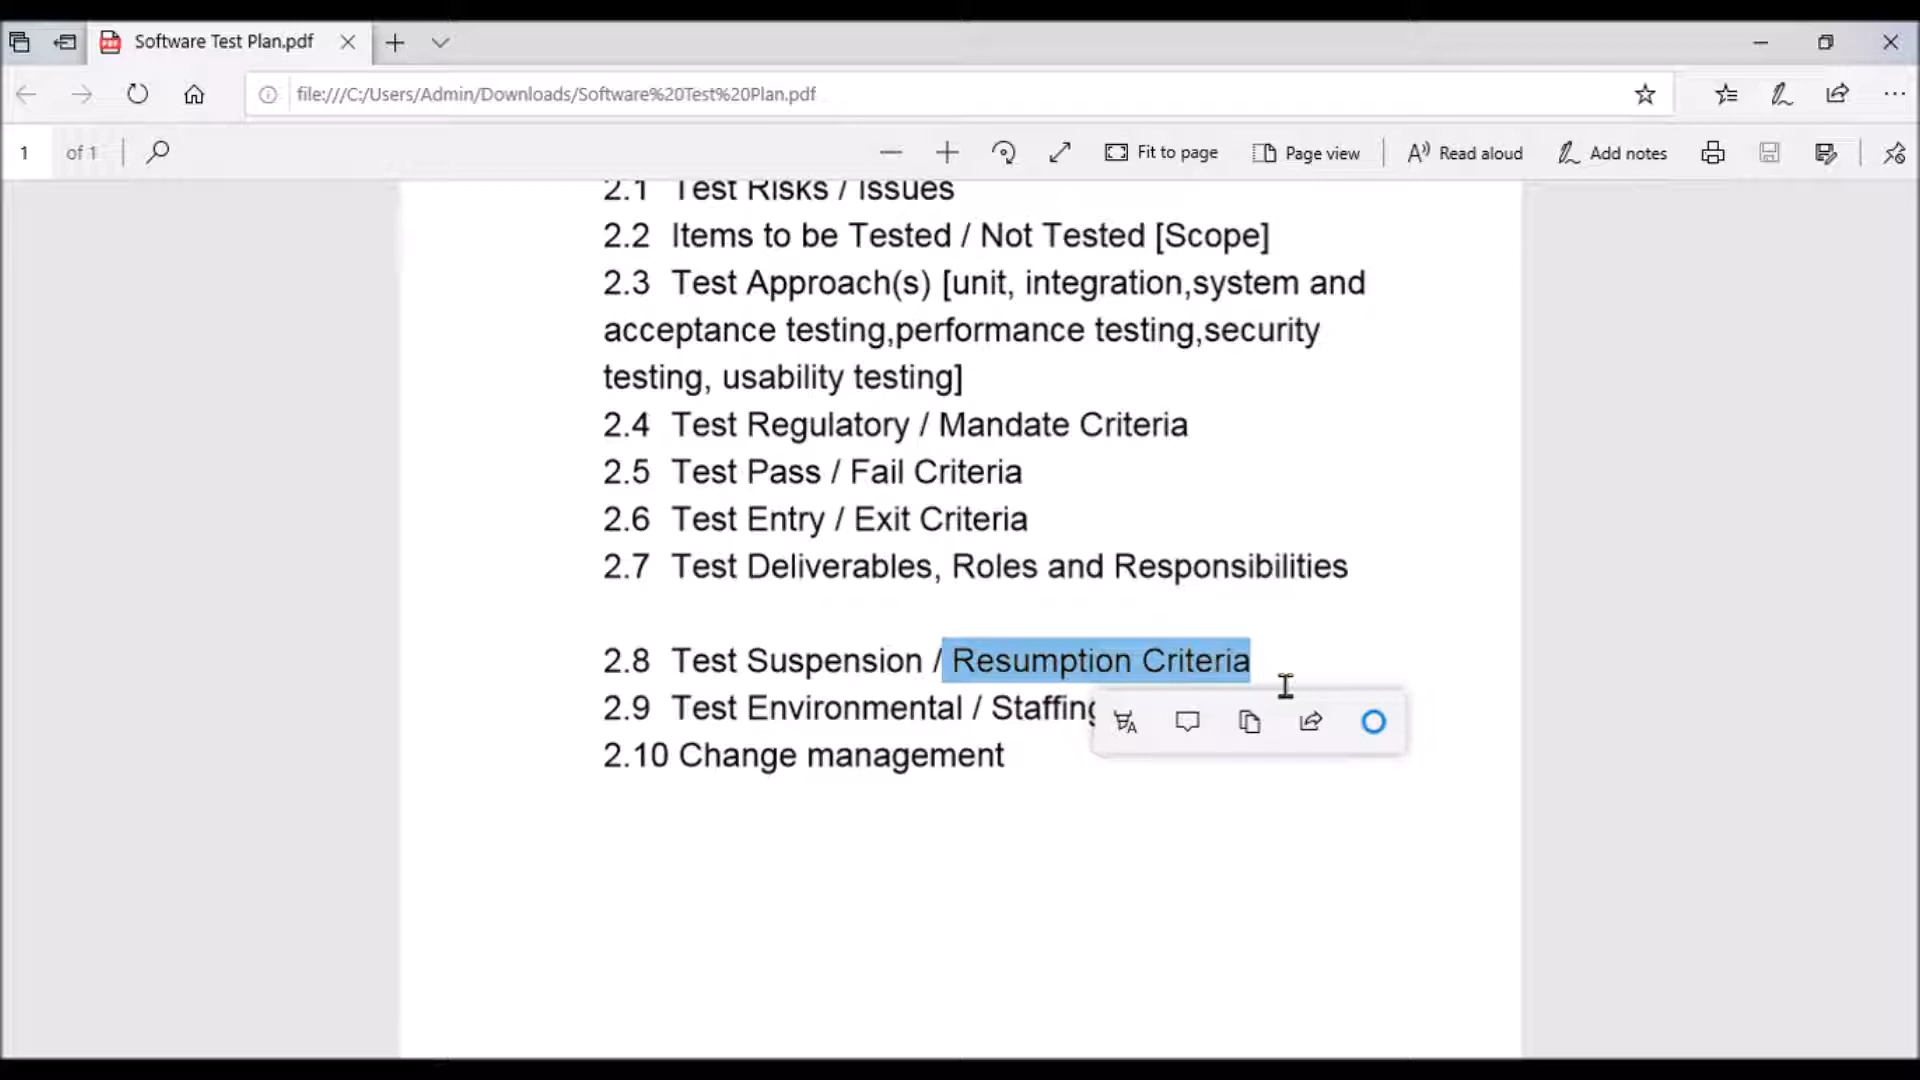 Software Test Plan.pdf
file:///C:/Users/Admin/Downloads/Software%20Test%20Plan.pdf
1 of 1 Fit to page Page view Read aloud Add notes
2.1 Test Risks / Issues
2.2 Items to be Tested / Not Tested [Scope]
2.3 Test Approach(s) [unit, integration,system and
acceptance testing,performance testing,security
testing, usability testing]
2.4 Test Regulatory / Mandate Criteria
2.5 Test Pass / Fail Criteria
2.6 Test Entry / Exit Criteria
2.7 Test Deliverables, Roles and Responsibilities
2.8 Test Suspension / Resumption Criteria
2.9 Test Environmental / Staffing
2.10 Change management